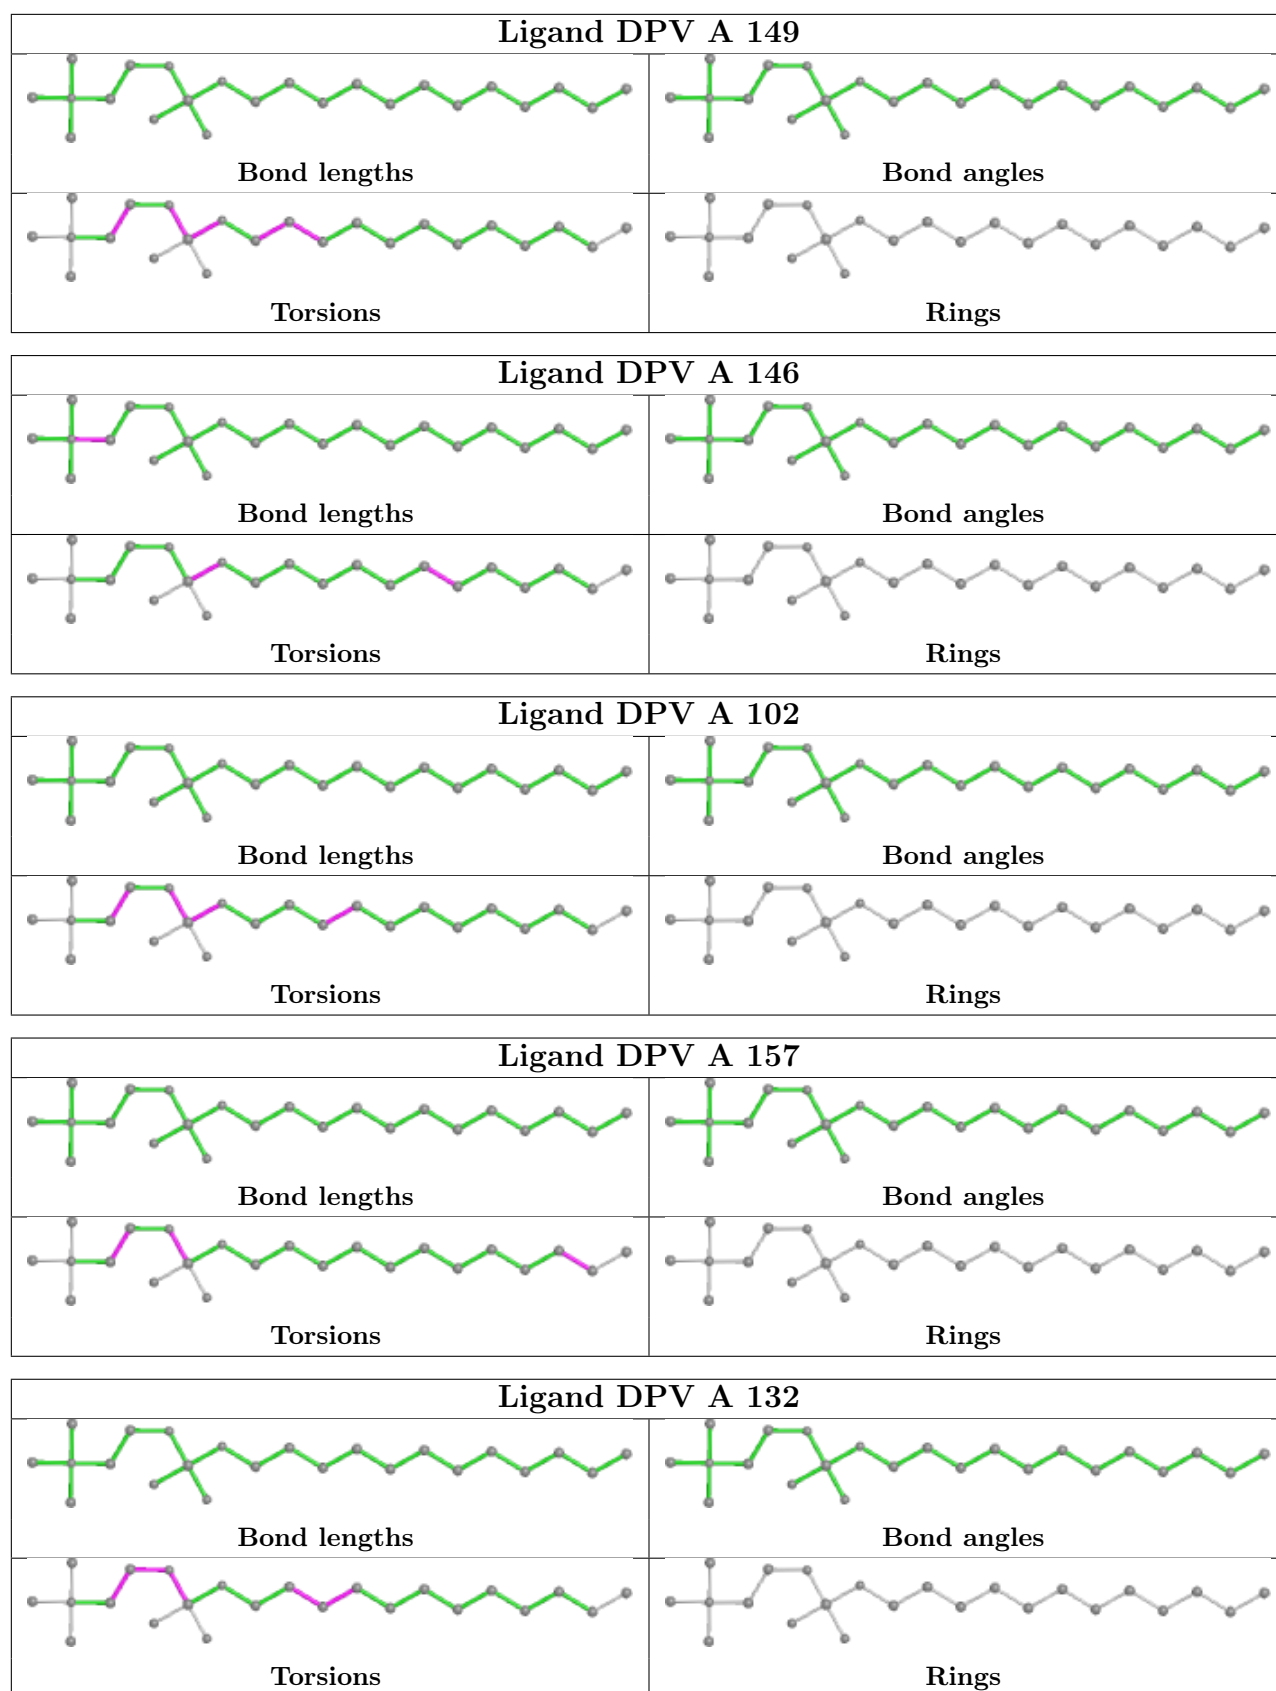 Ligand DPV A 149
Bond lengths Bond angles
Torsions Rings
Ligand DPV A 146
Bond lengths Bond angles
Torsions Rings
Ligand DPV A 102
Bond lengths Bond angles
Torsions Rings
Ligand DPV A 157
Bond lengths Bond angles
Torsions Rings
Ligand DPV A 132
Bond lengths Bond angles
Torsions Rings